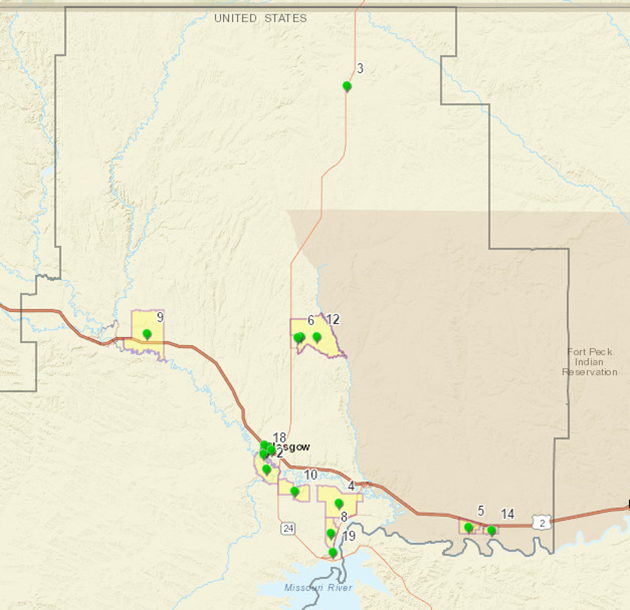 UNITED STATES
3
9
6 12
Fort Peck
Indian
Reservation
18
asgow
2
10
4
5 14
8
2
24
19
Missouri River